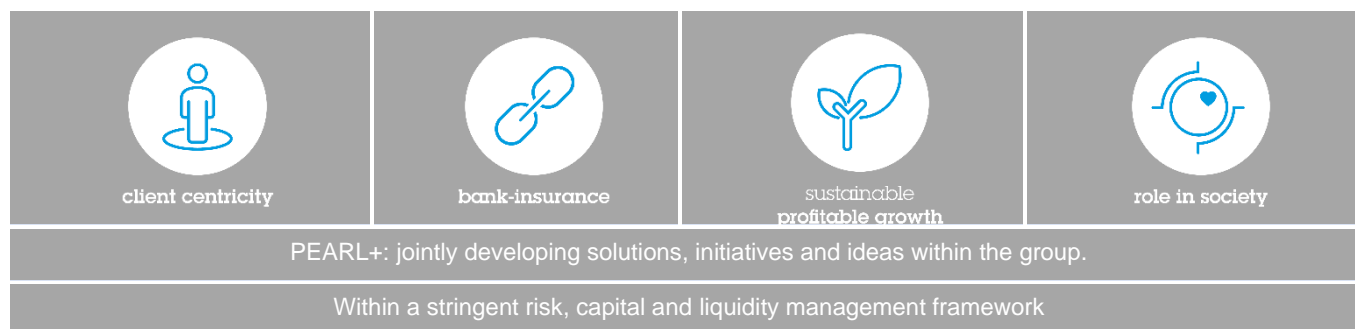 client centricity
bank-insurance
sustainable
profitable growth
role in society
PEARL+: jointly developing solutions, initiatives and ideas within the group.
Within a stringent risk, capital and liquidity management framework